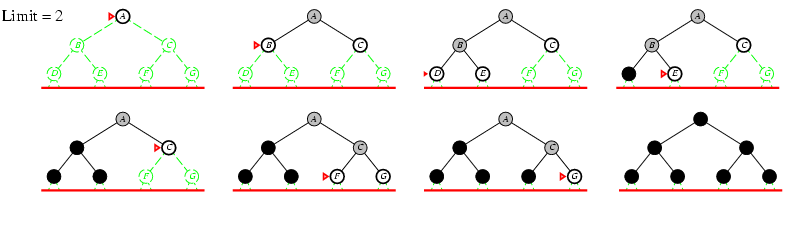 Limit = 2
A A A A
B C B C B C B C
D E F G D E F G D E F G E F G
A A A
C C C
F G F G G